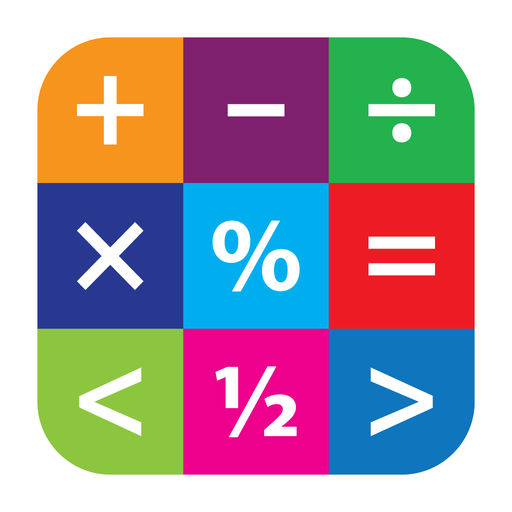 + − ÷
× % =
< ½ >